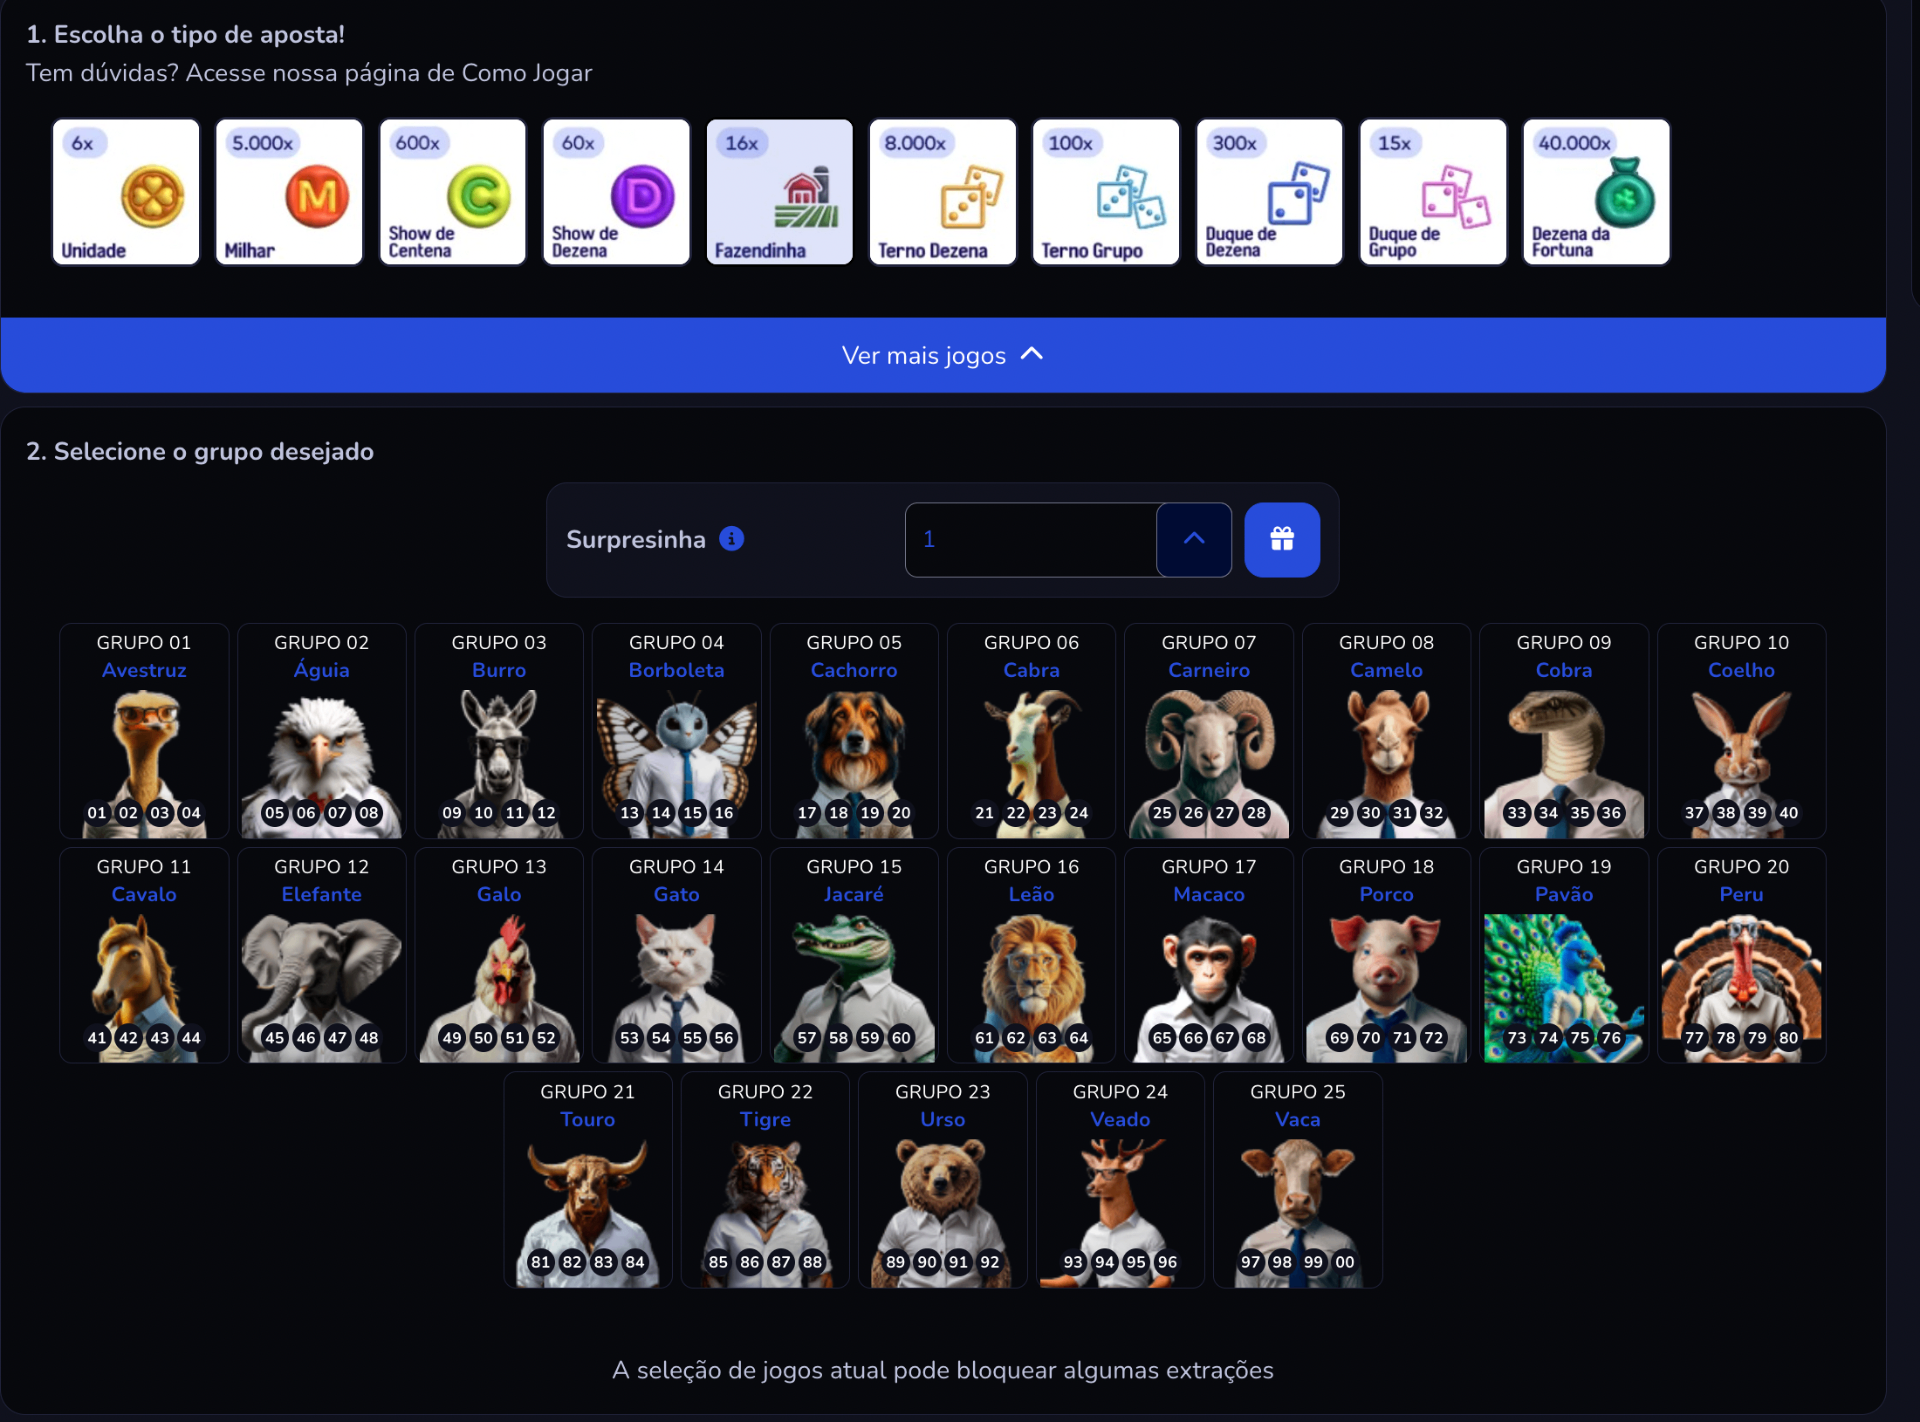 1. Escolha o tipo de aposta!
Tem dúvidas? Acesse nossa página de Como Jogar
6x
Unidade
5.000x
M
Milhar
600x
C
Show de
Centena
60x
D
Show de
Dezena
16x
Fazendinha
8.000x
Terno Dezena
100x
Terno Grupo
300x
Duque de
Dezena
15x
Duque de
Grupo
40.000x
Dezena da
Fortuna
Ver mais jogos
2. Selecione o grupo desejado
Surpresinha
1
GRUPO 01
Avestruz
01 02 03 04
GRUPO 02
Águia
05 06 07 08
GRUPO 03
Burro
09 10 11 12
GRUPO 04
Borboleta
13 14 15 16
GRUPO 05
Cachorro
17 18 19 20
GRUPO 06
Cabra
21 22 23 24
GRUPO 07
Carneiro
25 26 27 28
GRUPO 08
Camelo
29 30 31 32
GRUPO 09
Cobra
33 34 35 36
GRUPO 10
Coelho
37 38 39 40
GRUPO 11
Cavalo
41 42 43 44
GRUPO 12
Elefante
45 46 47 48
GRUPO 13
Galo
49 50 51 52
GRUPO 14
Gato
53 54 55 56
GRUPO 15
Jacaré
57 58 59 60
GRUPO 16
Leão
61 62 63 64
GRUPO 17
Macaco
65 66 67 68
GRUPO 18
Porco
69 70 71 72
GRUPO 19
Pavão
73 74 75 76
GRUPO 20
Peru
77 78 79 80
GRUPO 21
Touro
81 82 83 84
GRUPO 22
Tigre
85 86 87 88
GRUPO 23
Urso
89 90 91 92
GRUPO 24
Veado
93 94 95 96
GRUPO 25
Vaca
97 98 99 00
A seleção de jogos atual pode bloquear algumas extrações